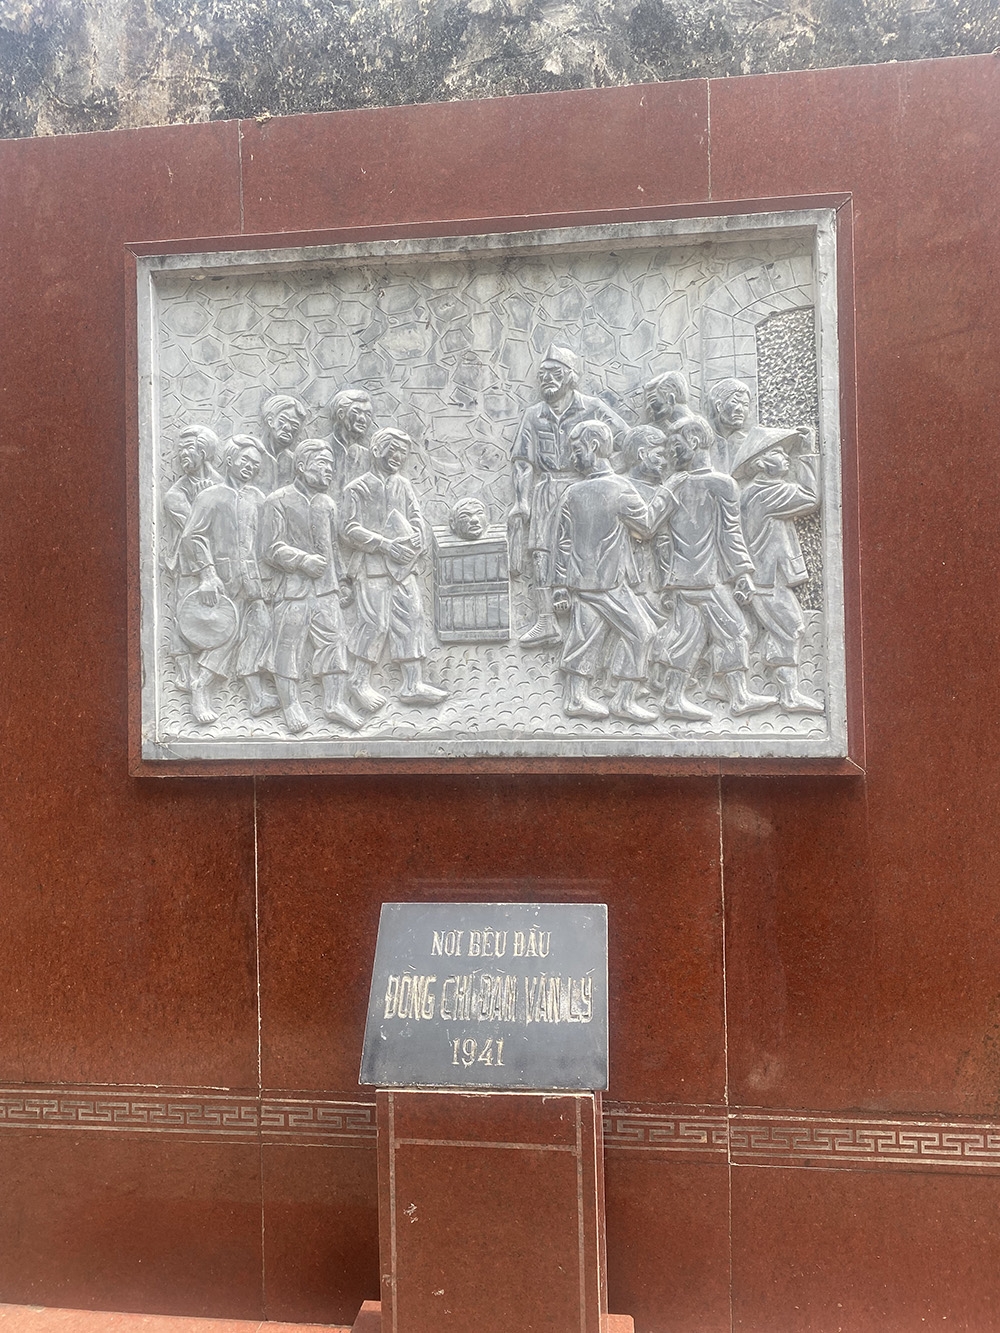 NƠI BÊU ĐẦU
ĐỒNG CHÍ ĐÀM VĂN LÝ
1941